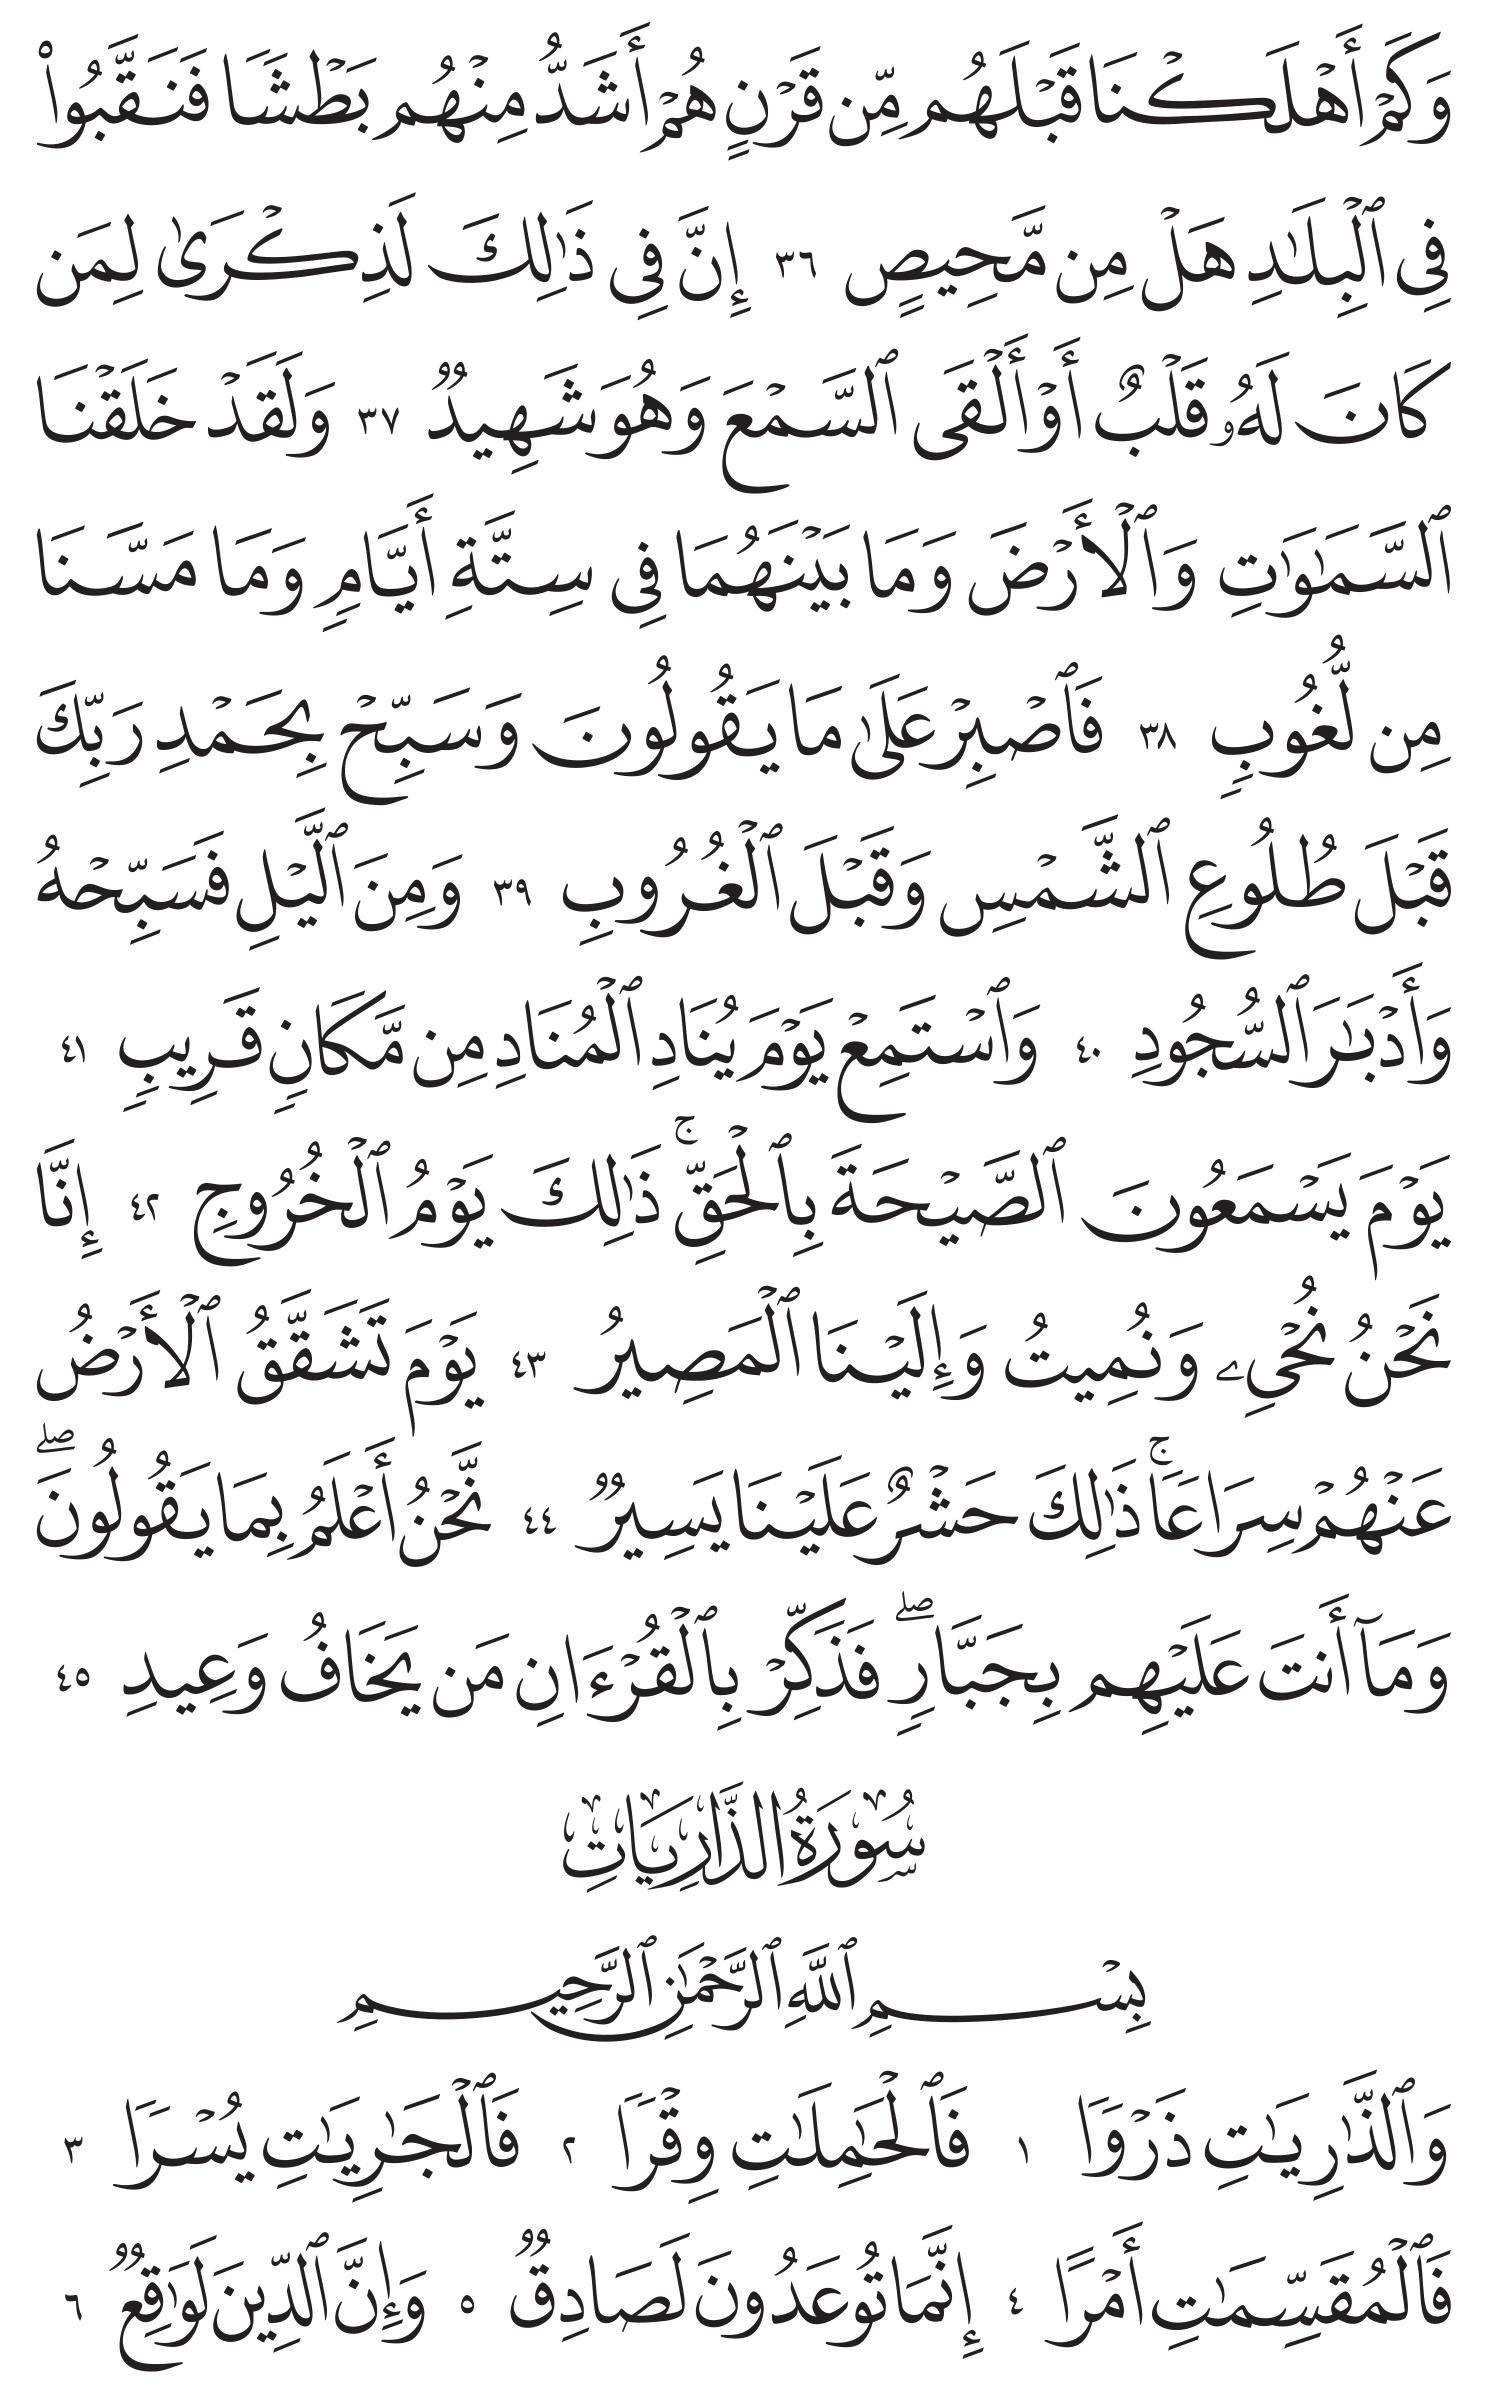 وَكَمۡ أَهۡلَكۡنَا قَبۡلَهُم مِّن قَرۡنٍ هُمۡ أَشَدُّ مِنۡهُم بَطۡشٗا فَنَقَّبُواْ
فِي ٱلۡبِلَٰدِ هَلۡ مِن مَّحِيصٍ ٣٦ إِنَّ فِي ذَٰلِكَ لَذِكۡرَىٰ لِمَن
كَانَ لَهُۥ قَلۡبٌ أَوۡ أَلۡقَى ٱلسَّمۡعَ وَهُوَ شَهِيدٞ ٣٧ وَلَقَدۡ خَلَقۡنَا
ٱلسَّمَٰوَٰتِ وَٱلۡأَرۡضَ وَمَا بَيۡنَهُمَا فِي سِتَّةِ أَيَّامٖ وَمَا مَسَّنَا
مِن لُّغُوبٖ ٣٨ فَٱصۡبِرۡ عَلَىٰ مَا يَقُولُونَ وَسَبِّحۡ بِحَمۡدِ رَبِّكَ
قَبۡلَ طُلُوعِ ٱلشَّمۡسِ وَقَبۡلَ ٱلۡغُرُوبِ ٣٩ وَمِنَ ٱلَّيۡلِ فَسَبِّحۡهُ
وَأَدۡبَٰرَ ٱلسُّجُودِ ٤٠ وَٱسۡتَمِعۡ يَوۡمَ يُنَادِ ٱلۡمُنَادِ مِن مَّكَانٖ قَرِيبٖ ٤١
يَوۡمَ يَسۡمَعُونَ ٱلصَّيۡحَةَ بِٱلۡحَقِّۚ ذَٰلِكَ يَوۡمُ ٱلۡخُرُوجِ ٤٢ إِنَّا
نَحۡنُ نُحۡيِۦ وَنُمِيتُ وَإِلَيۡنَا ٱلۡمَصِيرُ ٤٣ يَوۡمَ تَشَقَّقُ ٱلۡأَرۡضُ
عَنۡهُمۡ سِرَاعٗاۚ ذَٰلِكَ حَشۡرٌ عَلَيۡنَا يَسِيرٞ ٤٤ نَّحۡنُ أَعۡلَمُ بِمَا يَقُولُونَۖ
وَمَآ أَنتَ عَلَيۡهِم بِجَبَّارٖۖ فَذَكِّرۡ بِٱلۡقُرۡءَانِ مَن يَخَافُ وَعِيدِ ٤٥
سُورَةُ الذَّارِيَاتِ
بِسۡمِ ٱللَّهِ ٱلرَّحۡمَٰنِ ٱلرَّحِيمِ
وَٱلذَّٰرِيَٰتِ ذَرۡوٗا ١ فَٱلۡحَٰمِلَٰتِ وِقۡرٗا ٢ فَٱلۡجَٰرِيَٰتِ يُسۡرٗا ٣
فَٱلۡمُقَسِّمَٰتِ أَمۡرًا ٤ إِنَّمَا تُوعَدُونَ لَصَادِقٞ ٥ وَإِنَّ ٱلدِّينَ لَوَٰقِعٞ ٦